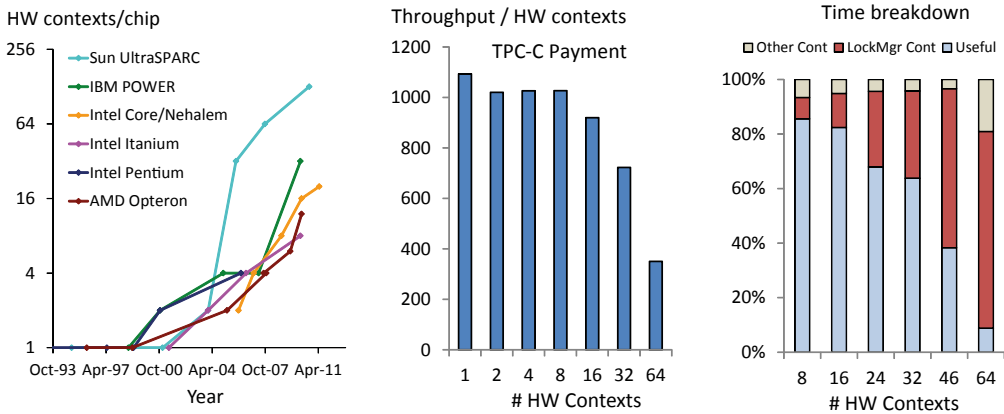 HW contexts/chip
256
64
16
4
1
Sun UltraSPARC
IBM POWER
Intel Core/Nehalem
Intel Itanium
Intel Pentium
AMD Opteron
Oct-93 Apr-97 Oct-00 Apr-04 Oct-07 Apr-11
Year
Throughput / HW contexts
TPC-C Payment
1200
1000
800
600
400
200
0
1 2 4 8 16 32 64
# HW Contexts
Time breakdown
Other Cont LockMgr Cont Useful
100%
80%
60%
40%
20%
0%
8 16 24 32 46 64
# HW Contexts